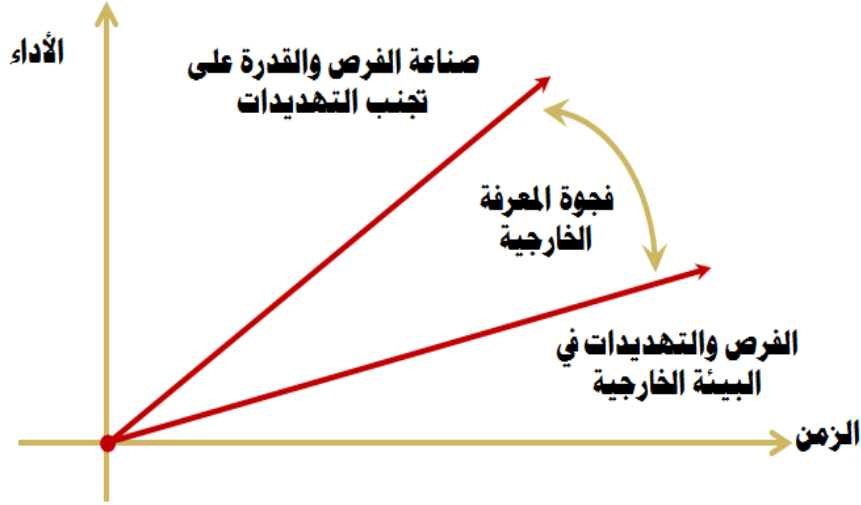 الأداء
صناعة الفرص والقدرة على
تجنب التهديدات
فجوة المعرفة
الخارجية
الفرص والتهديدات في
البيئة الخارجية
الزمن